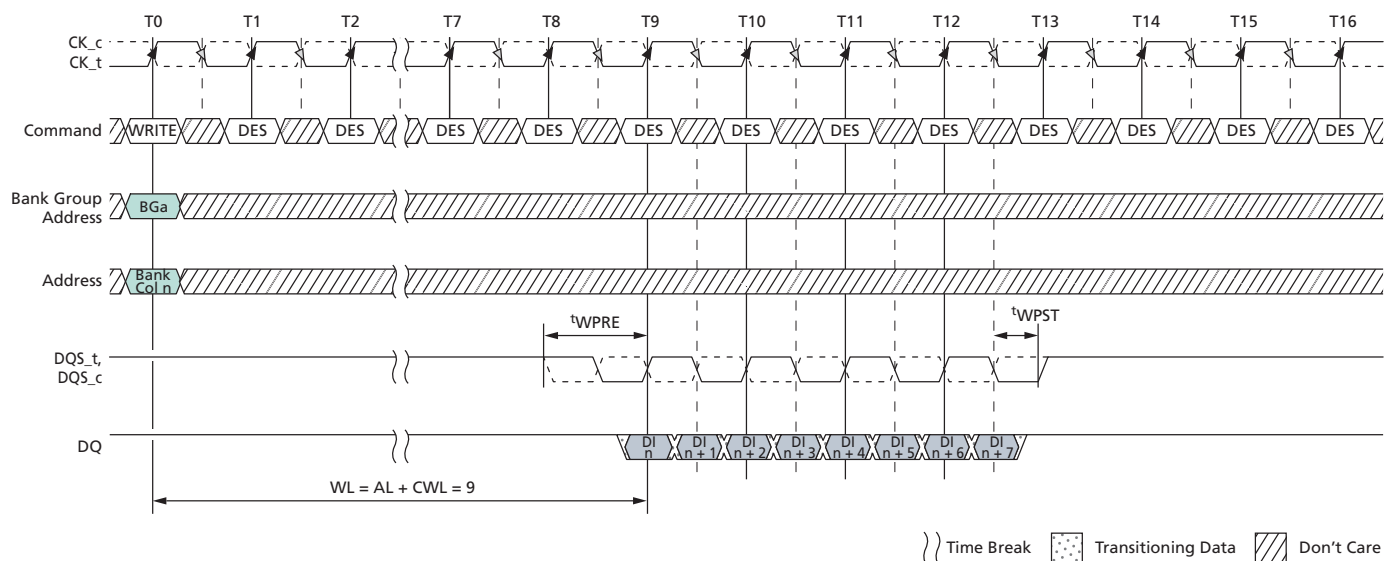 T0 T1 T2 T7 T8 T9 T10 T11 T12 T13 T14 T15 T16
CK_c
CK_t
Command WRITE DES DES DES DES DES DES DES DES DES DES DES DES
Bank Group
Address
BGa
Address
Bank
Col n
tWPRE tWPST
DQS_t,
DQS_c
DQ
DI
n
DI
n + 1
DI
n + 2
DI
n + 3
DI
n + 4
DI
n + 5
DI
n + 6
DI
n + 7
WL = AL + CWL = 9
Time Break Transitioning Data Don't Care